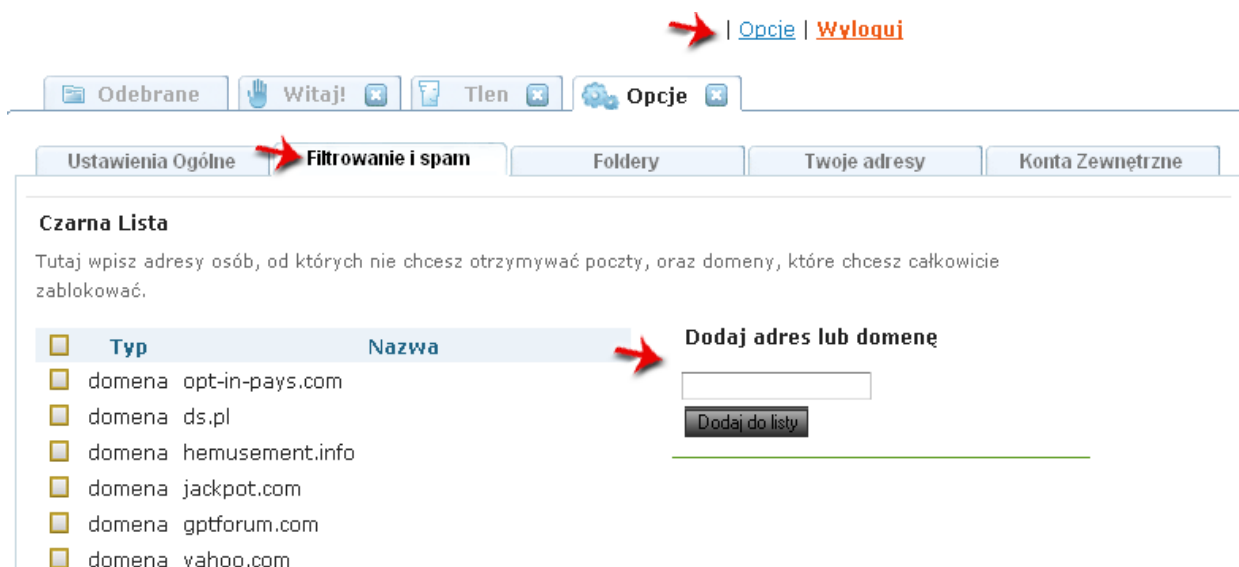 | Opcje | Wyloguj
Odebrane Witaj! Tlen Opcje
Ustawienia Ogólne Filtrowanie i spam Foldery Twoje adresy Konta Zewnętrzne
Czarna Lista
Tutaj wpisz adresy osób, od których nie chcesz otrzymywać poczty, oraz domeny, które chcesz całkowicie
zablokować.
Typ Nazwa
domena opt-in-pays.com
domena ds.pl
domena hemusement.info
domena jackpot.com
domena gptforum.com
domena yahoo.com
Dodaj adres lub domenę
Dodaj do listy